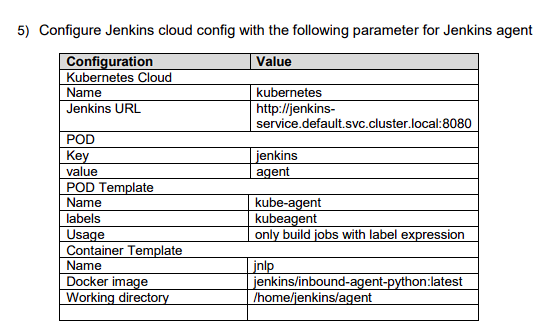 5) Configure Jenkins cloud config with the following parameter for Jenkins agent
Configuration Value
Kubernetes Cloud
Name kubernetes
Jenkins URL http://jenkins-
service.default.svc.cluster.local:8080
POD
Key jenkins
value agent
POD Template
Name kube-agent
labels kubeagent
Usage only build jobs with label expression
Container Template
Name jnlp
Docker image jenkins/inbound-agent-python:latest
Working directory /home/jenkins/agent